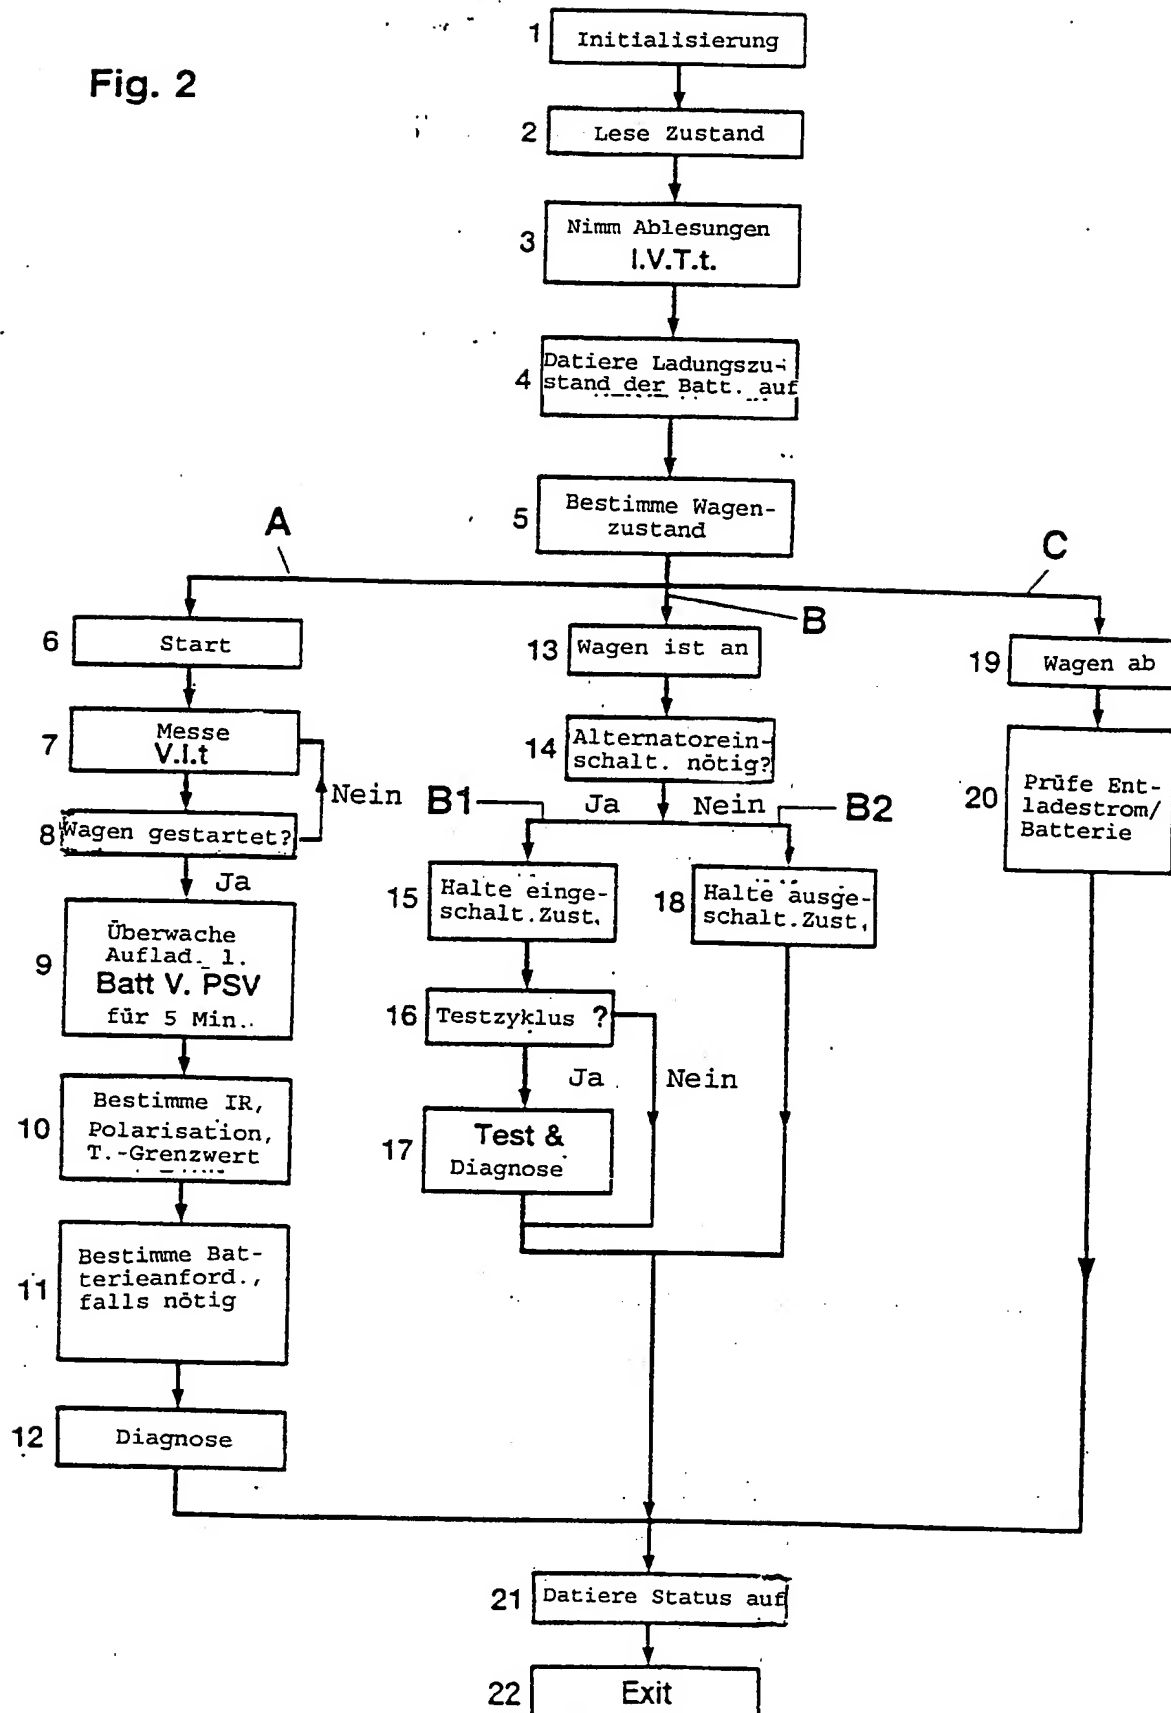 Fig. 2
1 Initialisierung
2 Lese Zustand
3 Nimm Ablesungen
I.V.T.t.
4 Datiere Ladungszu-
stand der Batt. auf
5 Bestimme Wagen-
zustand
A
B
C
6 Start
7 Messe
V.I.t
8 Wagen gestartet?
Nein
Ja
9 Überwache
Auflad. l.
Batt V. PSV
für 5 Min.
10 Bestimme IR,
Polarisation,
T.-Grenzwert
11 Bestimme Bat-
terieanford.,
falls nötig
12 Diagnose
13 Wagen ist an
14 Alternatorein-
schalt. nötig?
B1 Ja Nein B2
15 Halte einge-
schalt.Zust.
16 Testzyklus ?
Ja Nein
17 Test &
Diagnose
18 Halte ausge-
schalt.Zust.
19 Wagen ab
20 Prüfe Ent-
ladestrom/
Batterie
21 Datiere Status auf
22 Exit